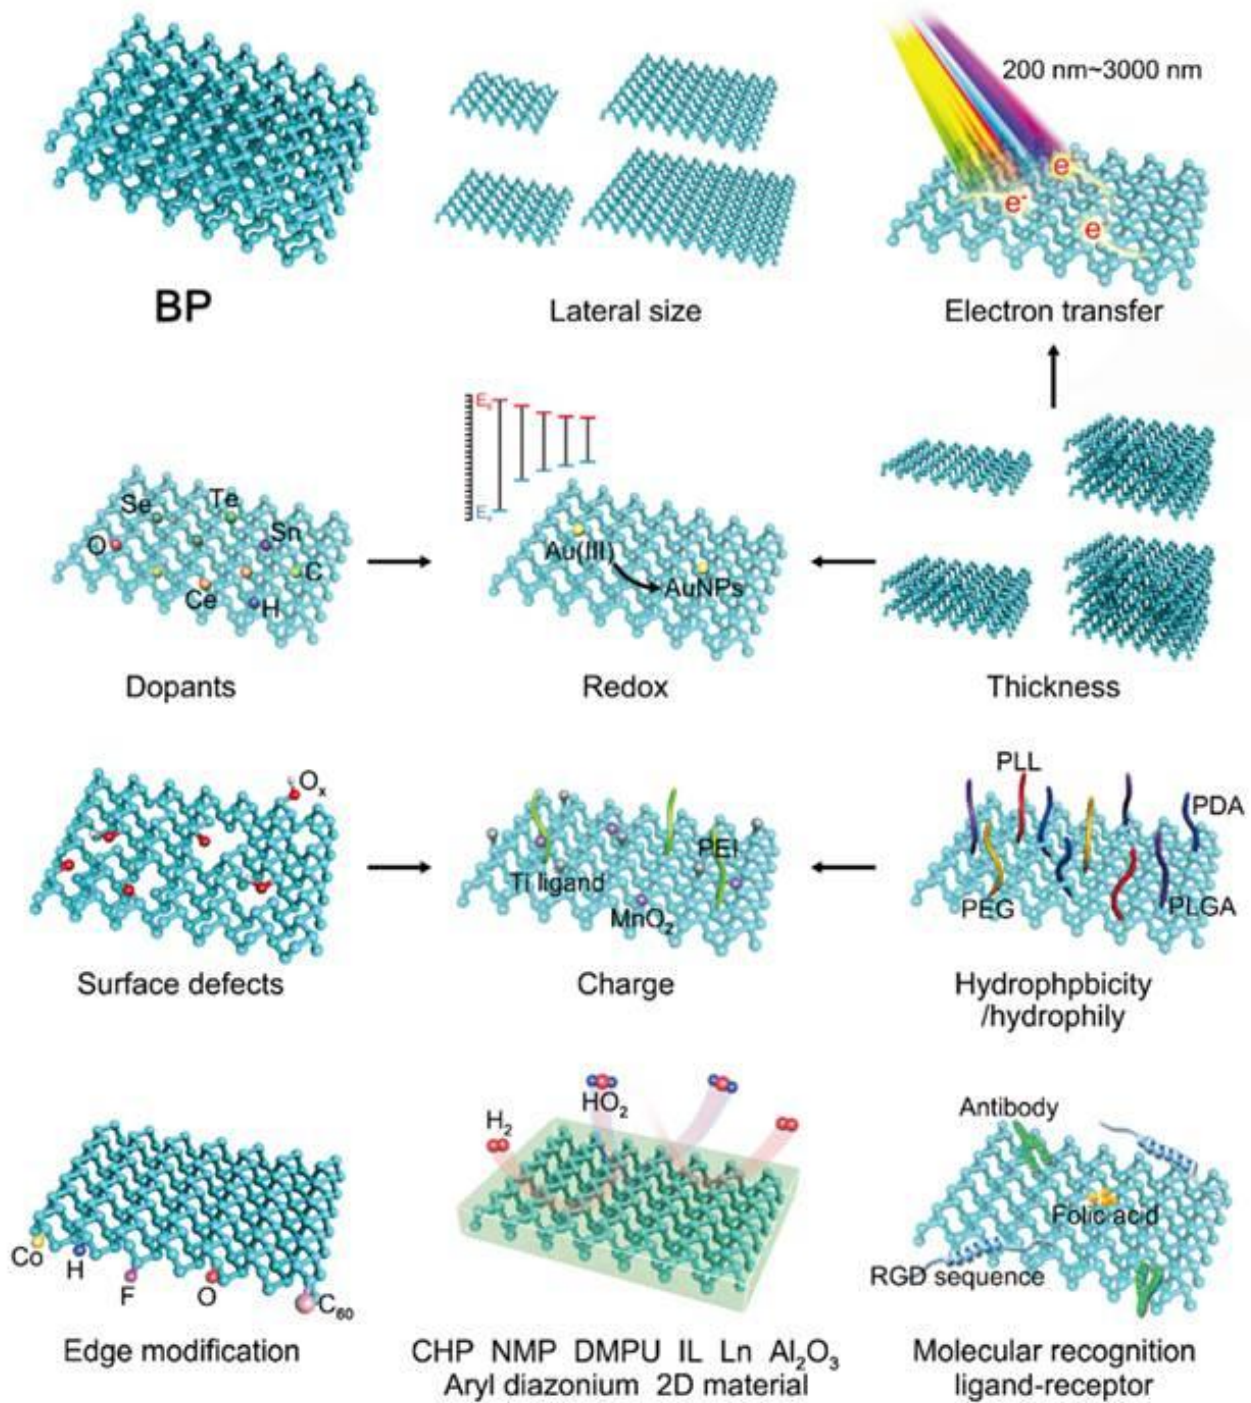 200 nm~3000 nm
e⁻
e⁻
e⁻
BP
Lateral size
Electron transfer
Se
Te
Sn
O
C
Ce
H
Au(III)
AuNPs
Dopants
Redox
Thickness
Oₓ
Ti ligand
PEI
MnO₂
PLL
PDA
PEG
PLGA
Surface defects
Charge
Hydrophpbicity
/hydrophily
Co
H
F
O
C₆₀
H₂
HO₂
Antibody
Folic acid
RGD sequence
Edge modification
CHP NMP DMPU IL Ln Al₂O₃
Aryl diazonium 2D material
Molecular recognition
ligand-receptor